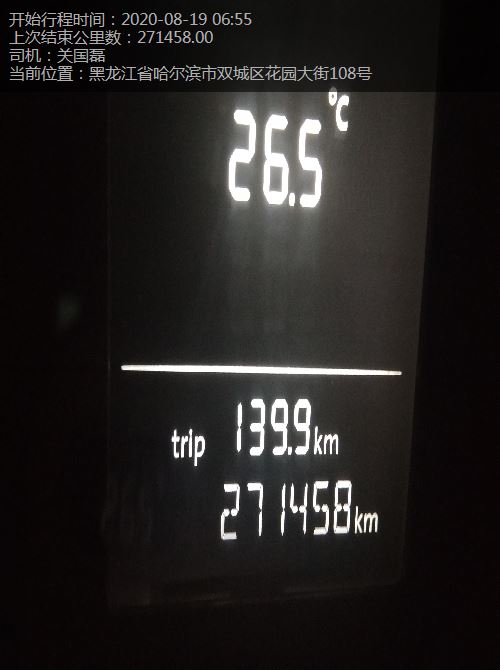 开始行程时间：2020-08-19 06:55
上次结束公里数：271458.00
司机：关国磊
当前位置：黑龙江省哈尔滨市双城区花园大街108号
26.5°C
trip 139.9km
271458km